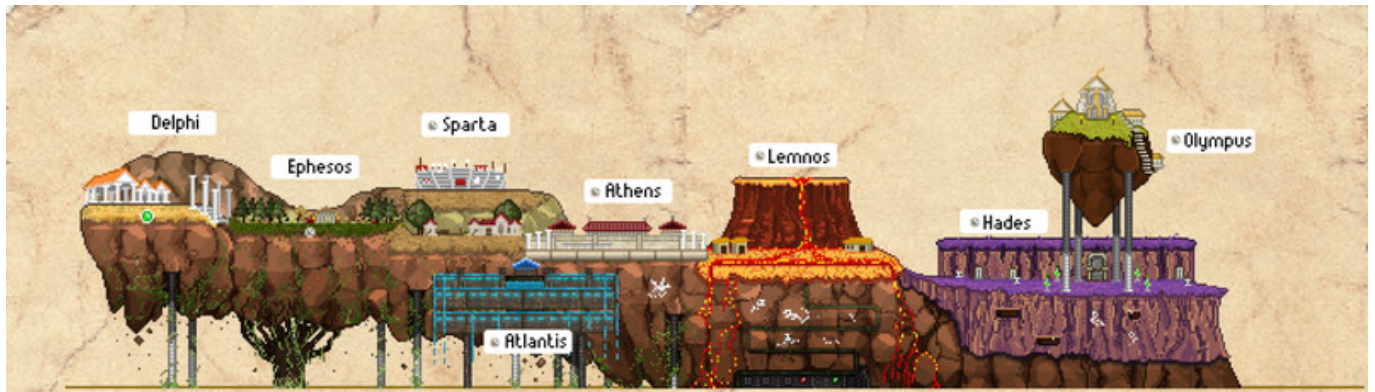 Delphi
Ephesos
Sparta
Athens
Atlantis
Lemnos
Hades
Olympus